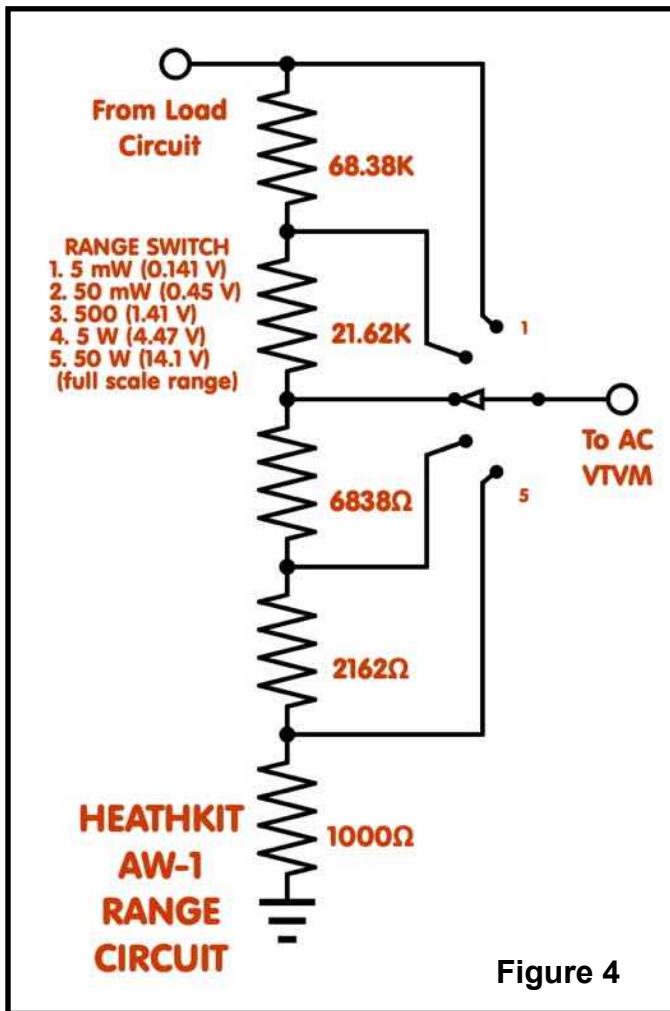 From Load
Circuit
68.38K
RANGE SWITCH
1. 5 mW (0.141 V)
2. 50 mW (0.45 V)
3. 500 (1.41 V)
4. 5 W (4.47 V)
5. 50 W (14.1 V)
(full scale range)
21.62K
1
To AC
VTVM
5
6838Ω
2162Ω
1000Ω
HEATHKIT
AW-1
RANGE
CIRCUIT
Figure 4